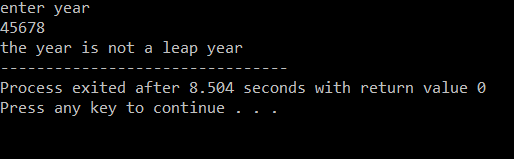 enter year
45678
the year is not a leap year
--------------------------------
Process exited after 8.504 seconds with return value 0
Press any key to continue . . .